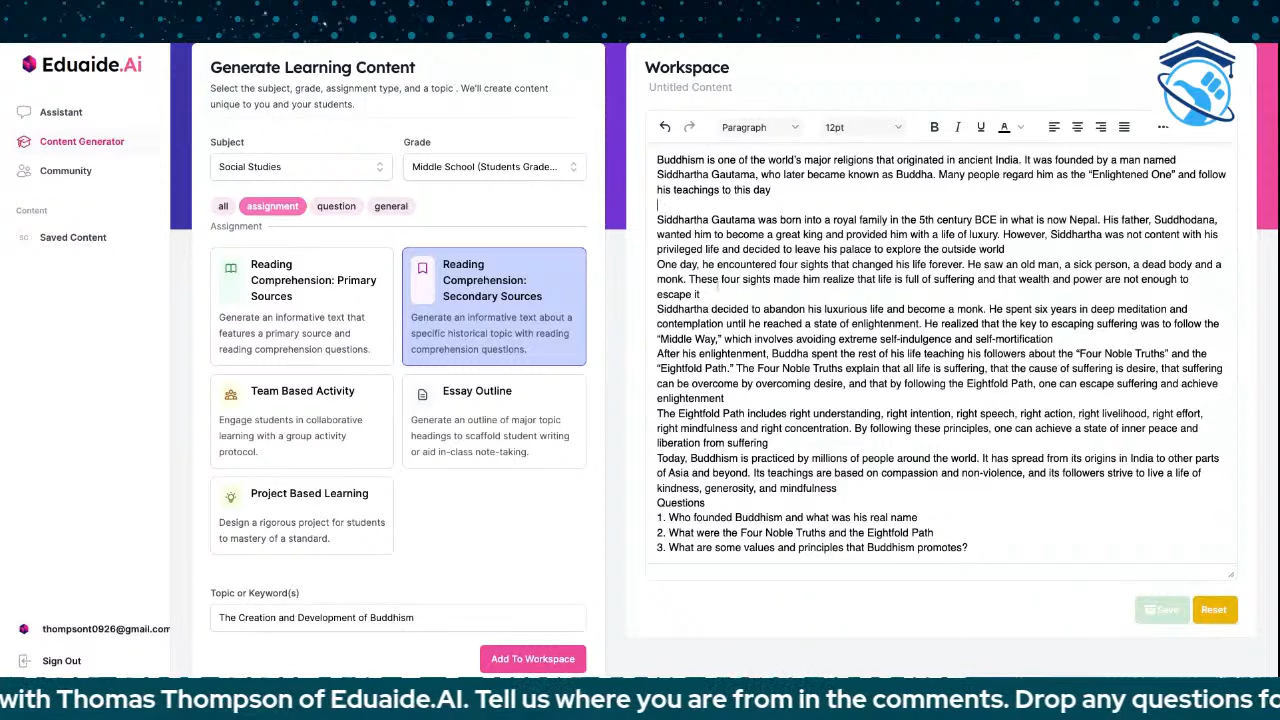 Eduaide.Ai
Assistant
Content Generator
Community
Content
SC Saved Content
thompsont0926@gmail.com
Sign Out
Generate Learning Content
Select the subject, grade, assignment type, and a topic . We'll create content
unique to you and your students.
Subject
Grade
Social Studies
Middle School (Students Grade...
all assignment question general
Assignment
Reading
Comprehension: Primary
Sources
Generate an informative text that
features a primary source and
reading comprehension questions.
Reading
Comprehension:
Secondary Sources
Generate an informative text about a
specific historical topic with reading
comprehension questions.
Team Based Activity
Engage students in collaborative
learning with a group activity
protocol.
Essay Outline
Generate an outline of major topic
headings to scaffold student writing
or aid in-class note-taking.
Project Based Learning
Design a rigorous project for students
to mastery of a standard.
Topic or Keyword(s)
The Creation and Development of Buddhism
Add To Workspace
Workspace
Untitled Content
Paragraph 12pt B I U A ...
Buddhism is one of the world's major religions that originated in ancient India. It was founded by a man named
Siddhartha Gautama, who later became known as Buddha. Many people regard him as the “Enlightened One” and follow
his teachings to this day
Siddhartha Gautama was born into a royal family in the 5th century BCE in what is now Nepal. His father, Suddhodana,
wanted him to become a great king and provided him with a life of luxury. However, Siddhartha was not content with his
privileged life and decided to leave his palace to explore the outside world
One day, he encountered four sights that changed his life forever. He saw an old man, a sick person, a dead body and a
monk. These four sights made him realize that life is full of suffering and that wealth and power are not enough to
escape it
Siddhartha decided to abandon his luxurious life and become a monk. He spent six years in deep meditation and
contemplation until he reached a state of enlightenment. He realized that the key to escaping suffering was to follow the
“Middle Way,” which involves avoiding extreme self-indulgence and self-mortification
After his enlightenment, Buddha spent the rest of his life teaching his followers about the “Four Noble Truths” and the
“Eightfold Path.” The Four Noble Truths explain that all life is suffering, that the cause of suffering is desire, that suffering
can be overcome by overcoming desire, and that by following the Eightfold Path, one can escape suffering and achieve
enlightenment
The Eightfold Path includes right understanding, right intention, right speech, right action, right livelihood, right effort,
right mindfulness and right concentration. By following these principles, one can achieve a state of inner peace and
liberation from suffering
Today, Buddhism is practiced by millions of people around the world. It has spread from its origins in India to other parts
of Asia and beyond. Its teachings are based on compassion and non-violence, and its followers strive to live a life of
kindness, generosity, and mindfulness
Questions
1. Who founded Buddhism and what was his real name
2. What were the Four Noble Truths and the Eightfold Path
3. What are some values and principles that Buddhism promotes?
Save
Reset
with Thomas Thompson of Eduaide.AI. Tell us where you are from in the comments. Drop any questions fo